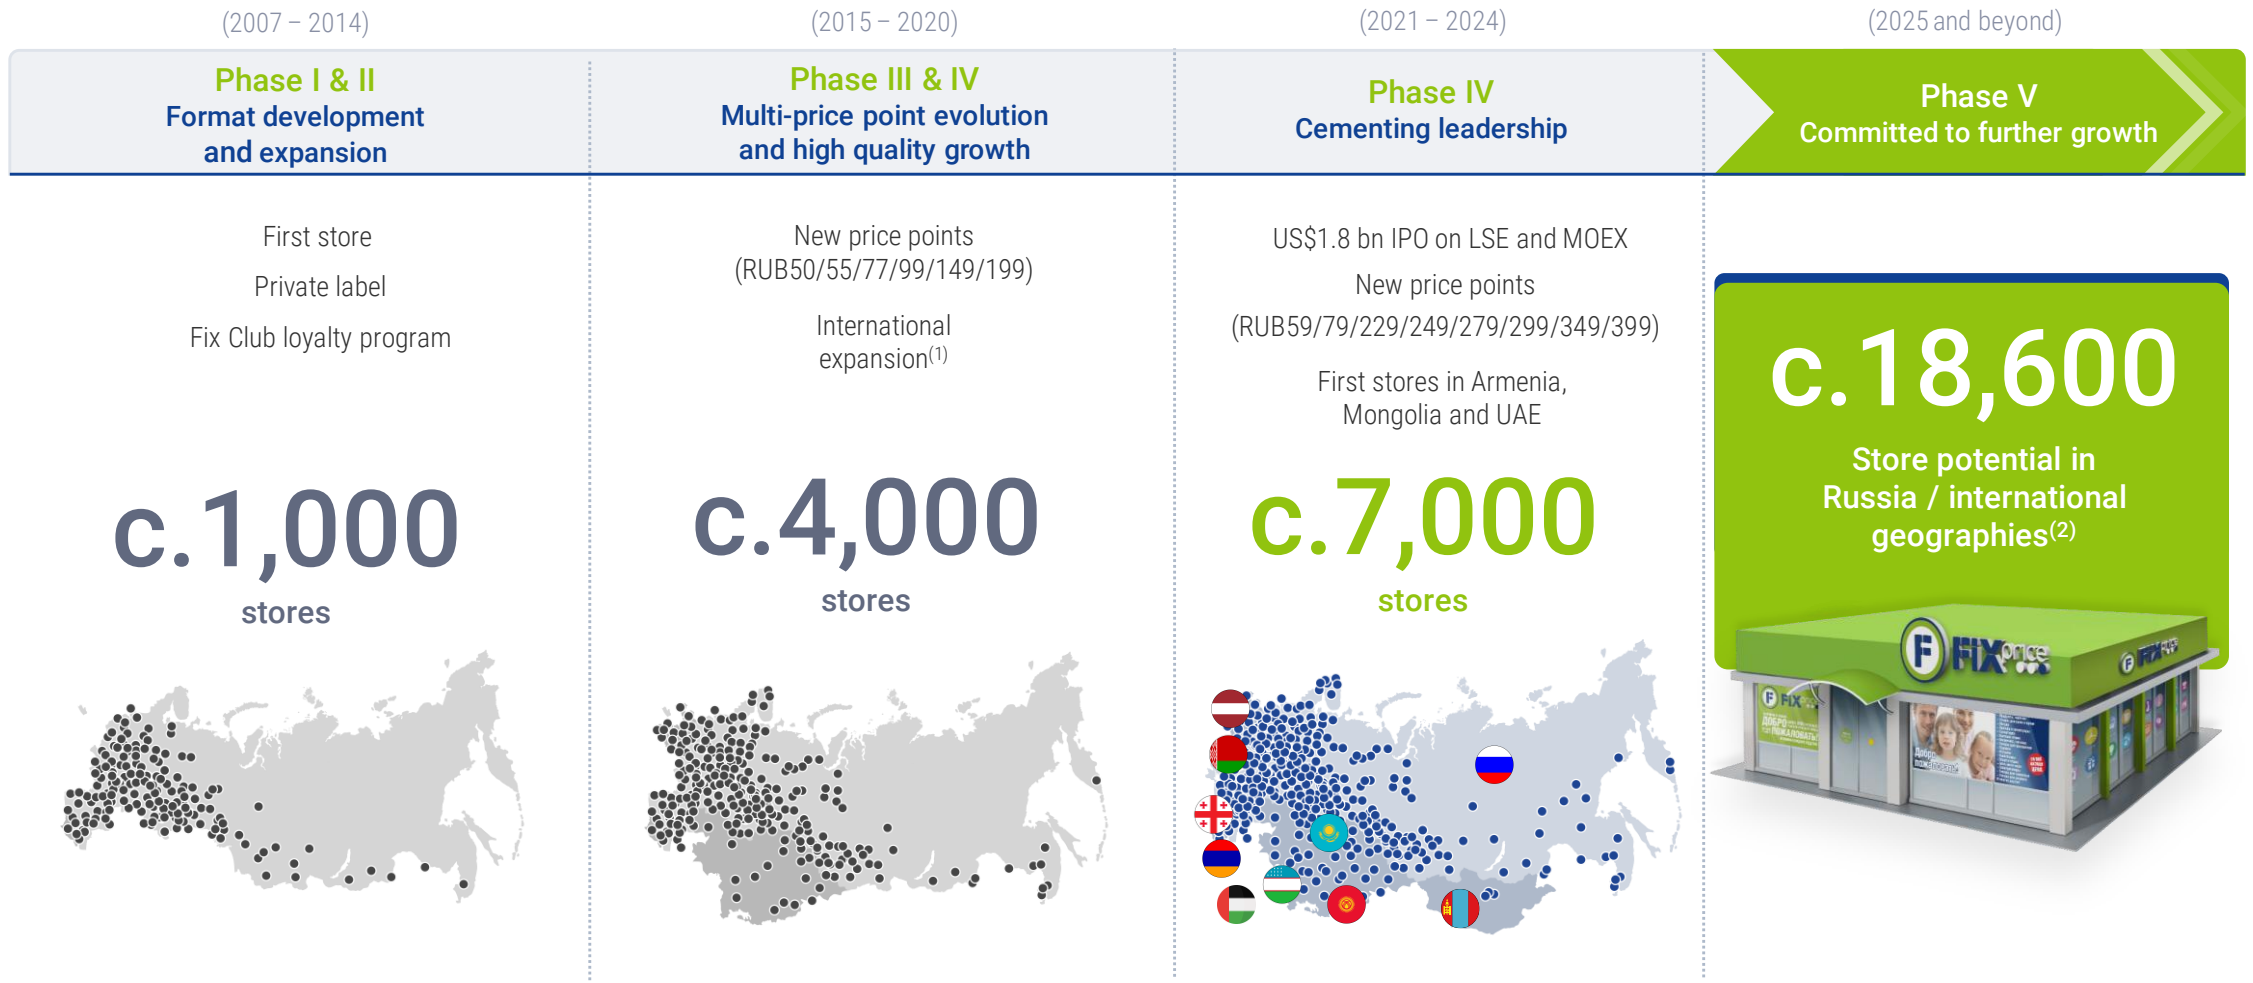 (2007 – 2014)
Phase I & II
Format development
and expansion
First store
Private label
Fix Club loyalty program
c.1,000
stores
(2015 – 2020)
Phase III & IV
Multi-price point evolution
and high quality growth
New price points
(RUB50/55/77/99/149/199)
International
expansion(1)
c.4,000
stores
(2021 – 2024)
Phase IV
Cementing leadership
US$1.8 bn IPO on LSE and MOEX
New price points
(RUB59/79/229/249/279/299/349/399)
First stores in Armenia,
Mongolia and UAE
c.7,000
stores
(2025 and beyond)
Phase V
Committed to further growth
c.18,600
Store potential in
Russia / international
geographies(2)
F FIX price
F FIX
ДОБРО
ПОЖАЛОВАТЬ!